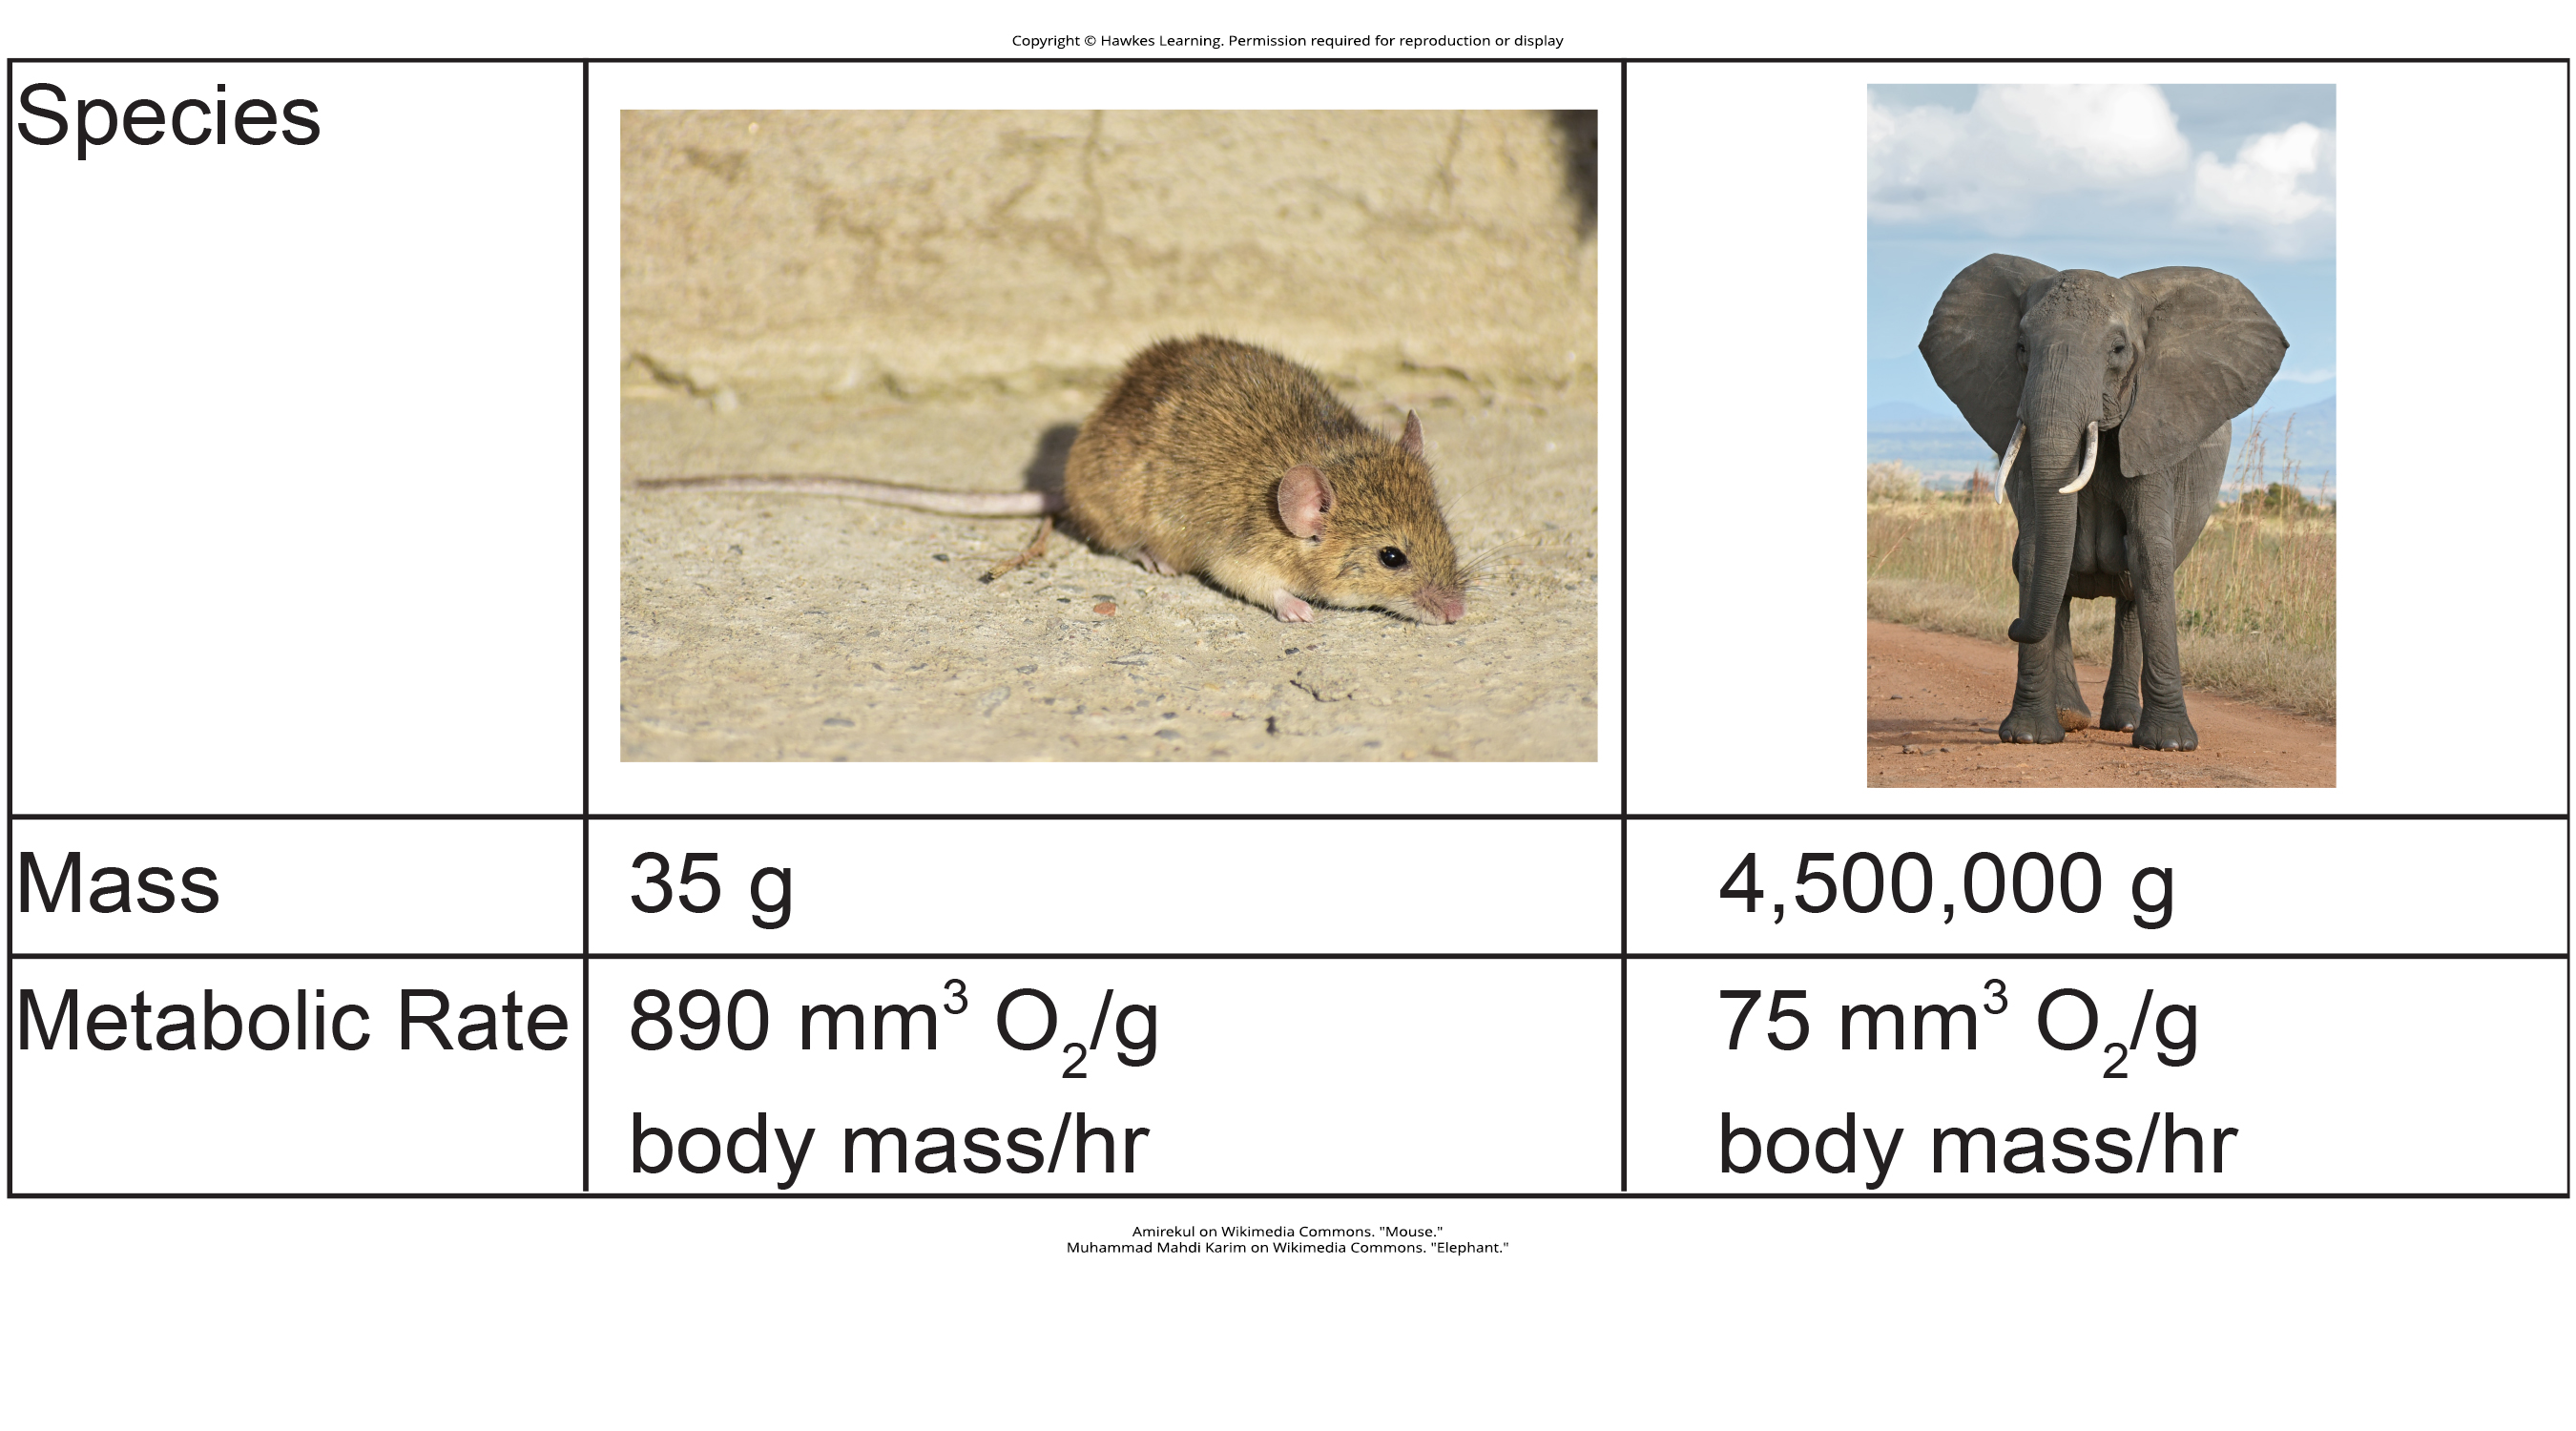 Copyright © Hawkes Learning. Permission required for reproduction or display
Species
Mass
35 g
4,500,000 g
Metabolic Rate
890 mm³ O₂/g
body mass/hr
75 mm³ O₂/g
body mass/hr
Amirekul on Wikimedia Commons. "Mouse."
Muhammad Mahdi Karim on Wikimedia Commons. "Elephant."